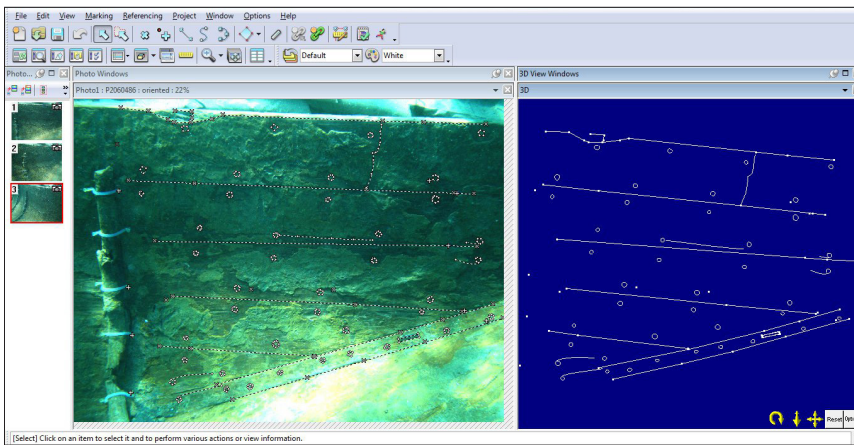 File Edit View Marking Referencing Project Window Options Help
Default White
Photo... Photo Windows 3D View Windows
Photo1 : P2060486 : oriented : 22% 3D
1
2
3
Reset Opti
[Select] Click on an item to select it and to perform various actions or view information.